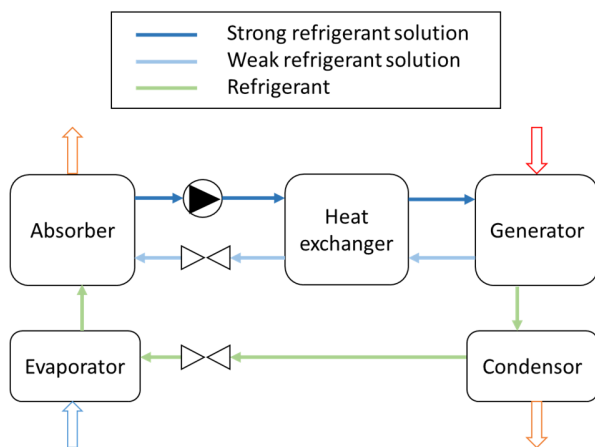 Strong refrigerant solution
Weak refrigerant solution
Refrigerant
Absorber
Heat
exchanger
Generator
Evaporator
Condensor